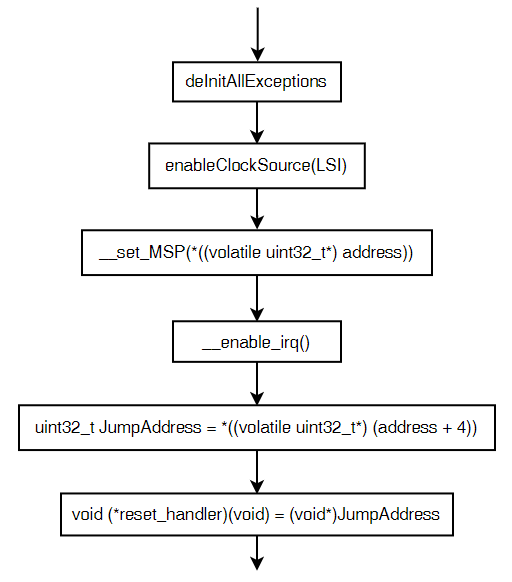 deInitAllExceptions
enableClockSource(LSI)
__set_MSP(*((volatile uint32_t*) address))
__enable_irq()
uint32_t JumpAddress = *((volatile uint32_t*) (address + 4))
void (*reset_handler)(void) = (void*)JumpAddress